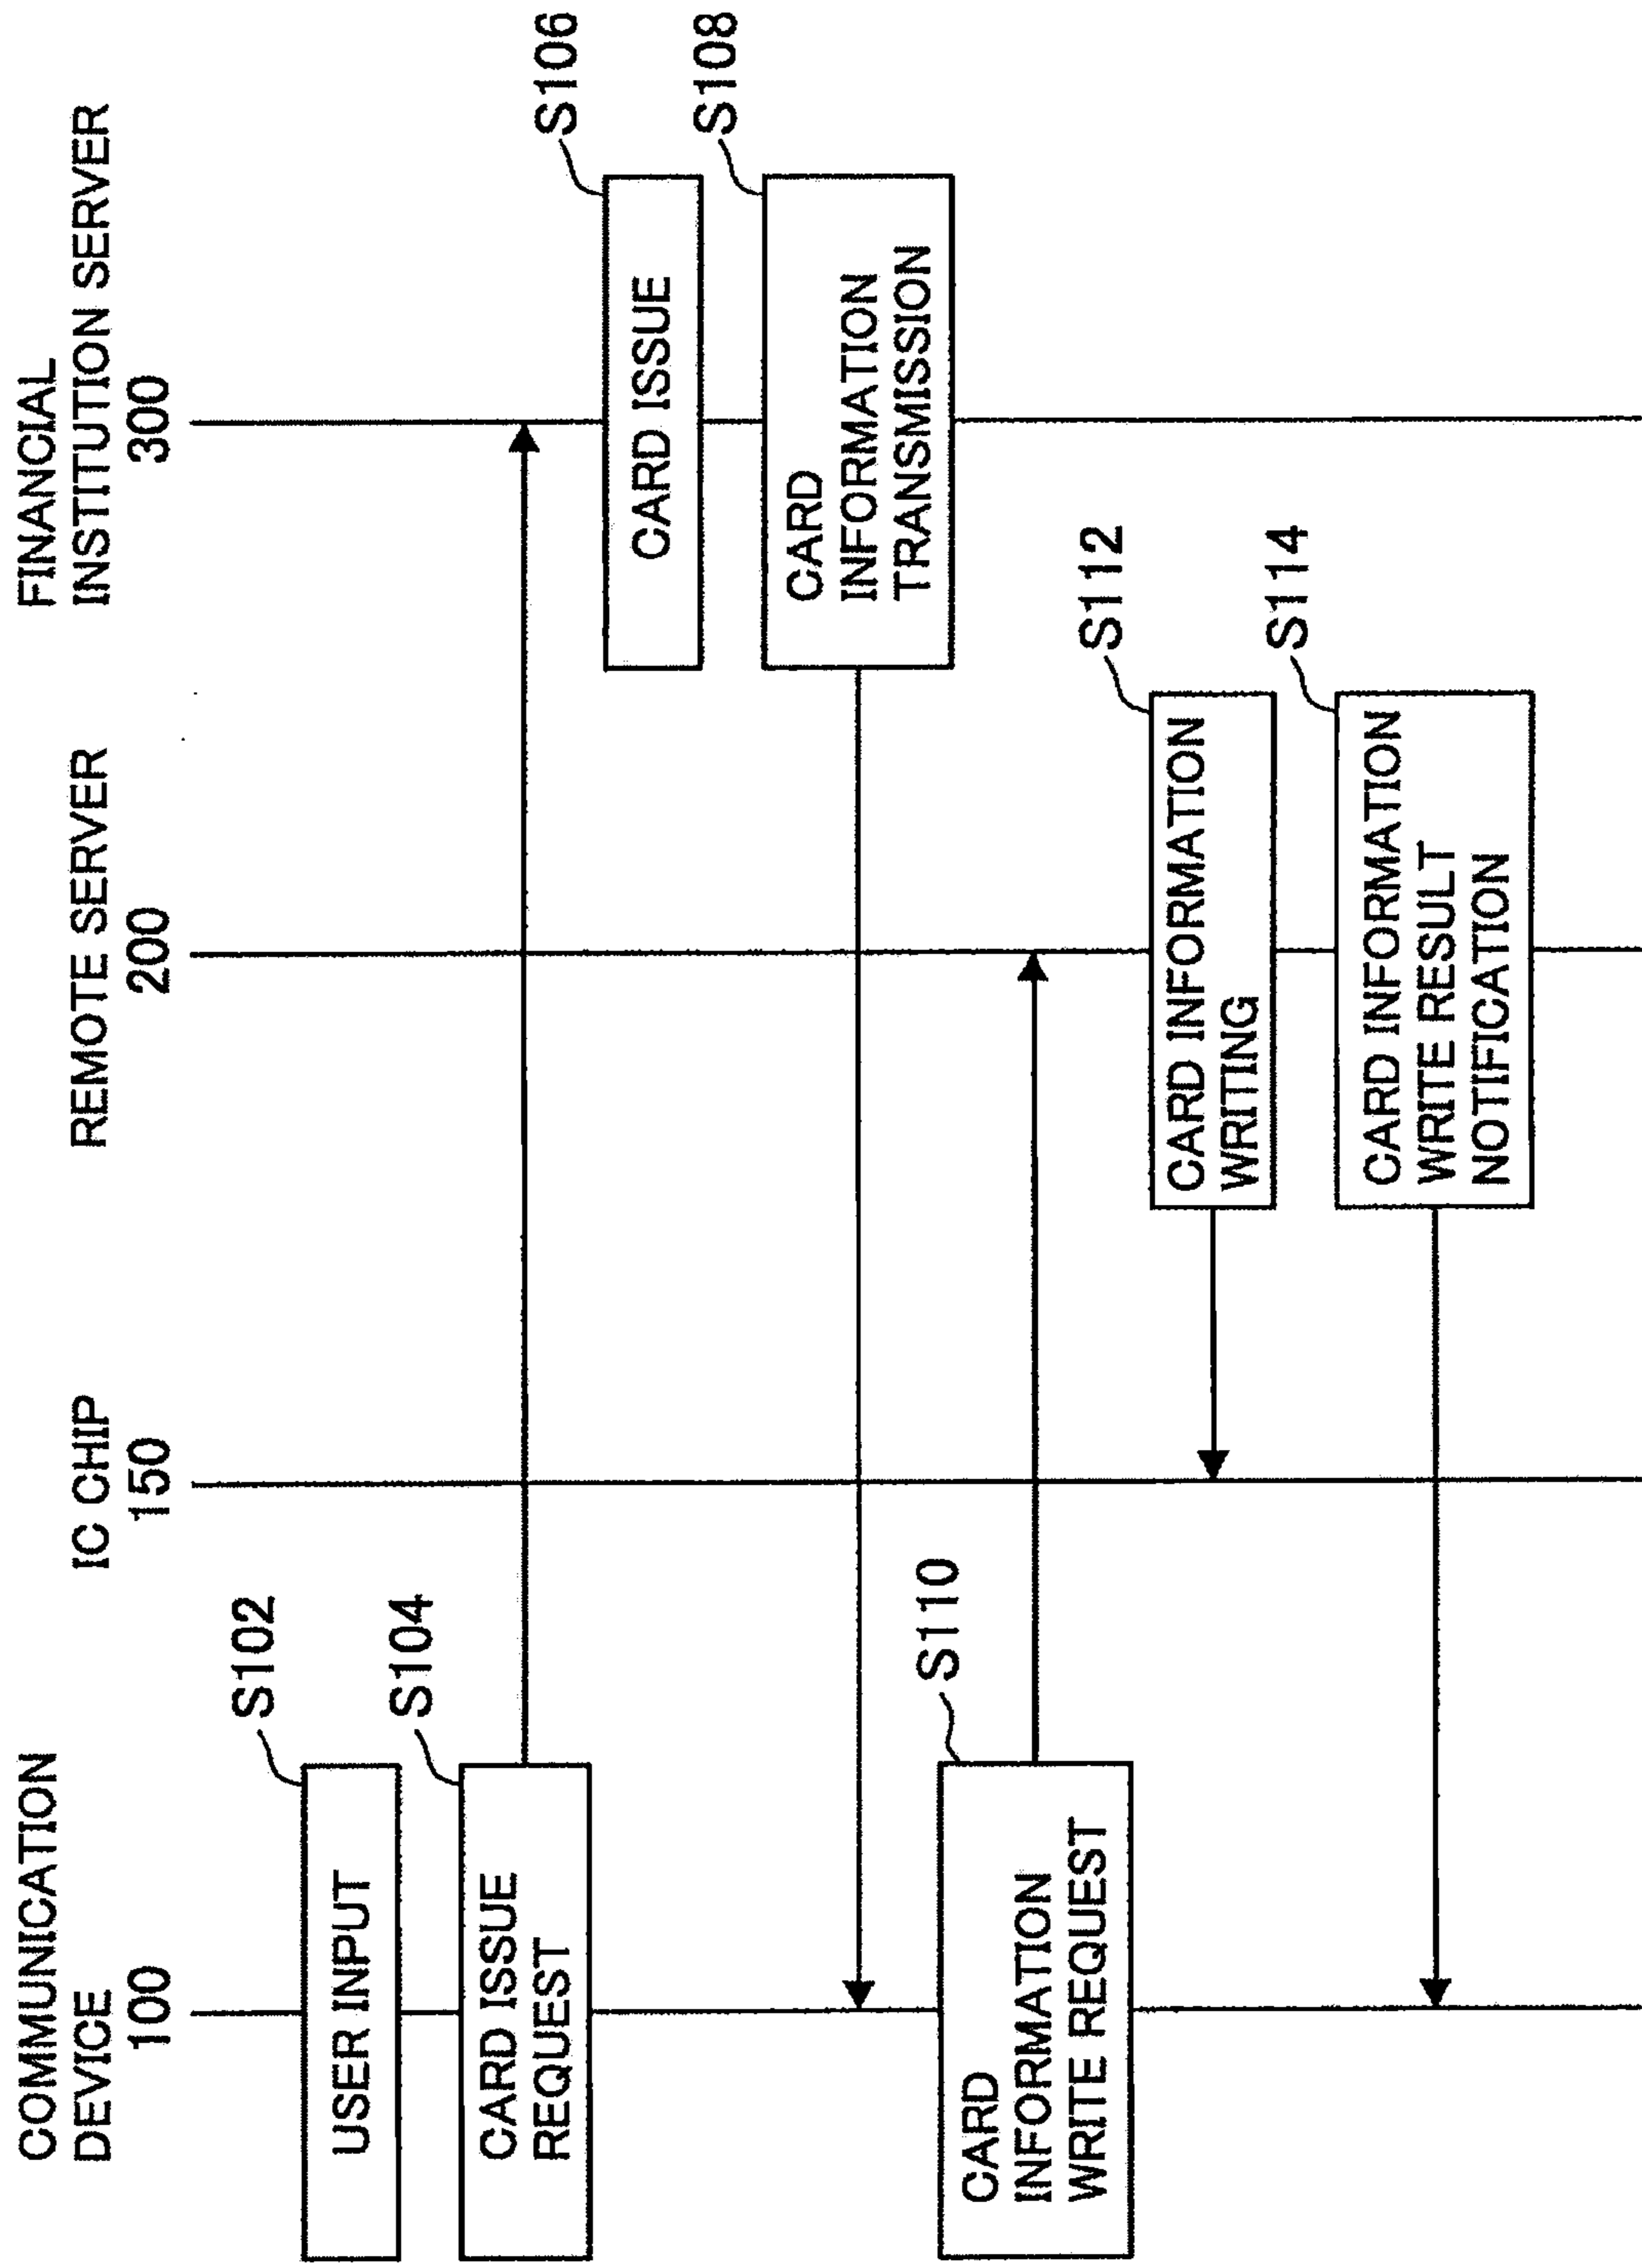 COMMUNICATION
DEVICE
100
IC CHIP
150
REMOTE SERVER
200
FINANCIAL
INSTITUTION SERVER
300
S102
USER INPUT
S104
CARD ISSUE
REQUEST
S106
CARD ISSUE
S108
CARD
INFORMATION
TRANSMISSION
S110
CARD
INFORMATION
WRITE REQUEST
S112
CARD INFORMATION
WRITING
S114
CARD INFORMATION
WRITE RESULT
NOTIFICATION